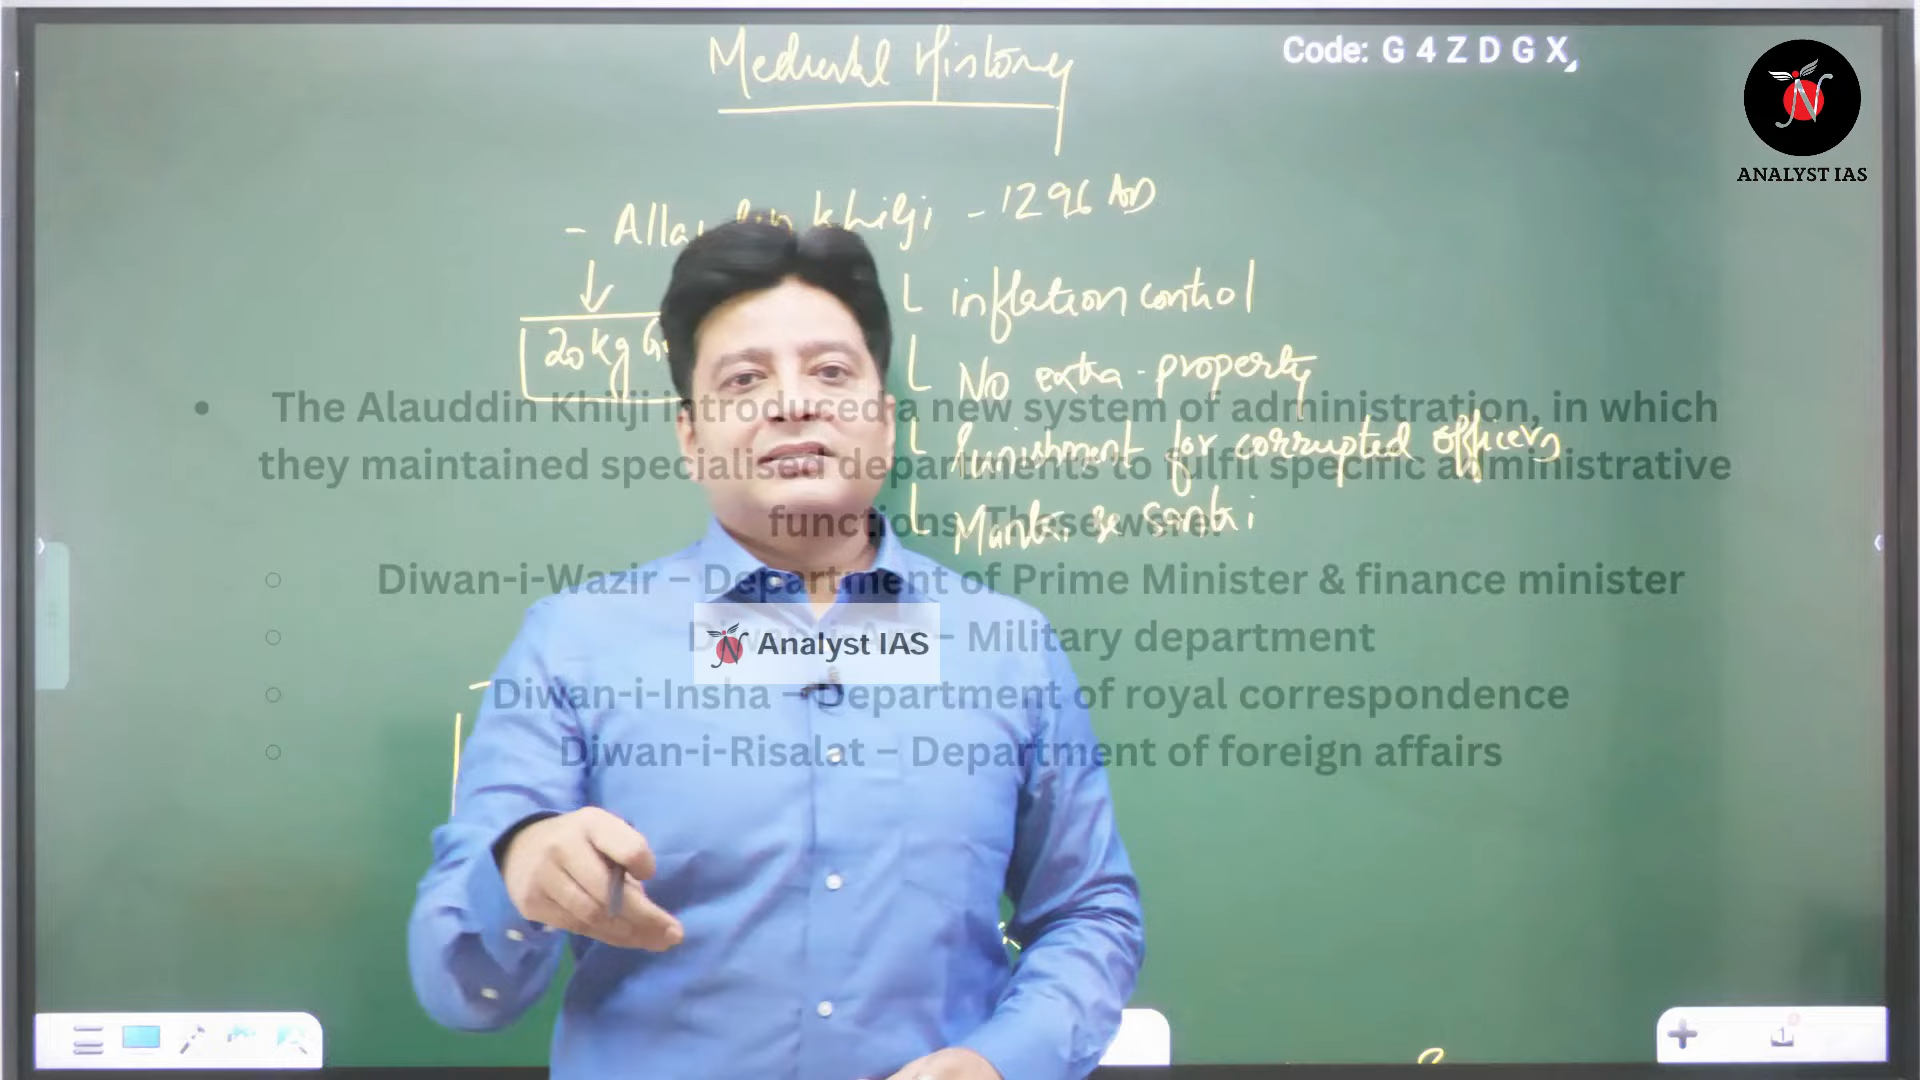 Medieval History
Code: G 4 Z D G X
ANALYST IAS
- Alla khilji - 1296 AD
inflation control
20 kg
No extra-property
• The Alauddin Khilji introduced a new system of administration, in which
Punishment for corrupted officers
they maintained specialised departments to fulfil specific administrative
functions. These were:
○ Diwan-i-Wazir – Department of Prime Minister & finance minister
○ – Military department
Analyst IAS
○ Diwan-i-Insha – Department of royal correspondence
○ Diwan-i-Risalat – Department of foreign affairs